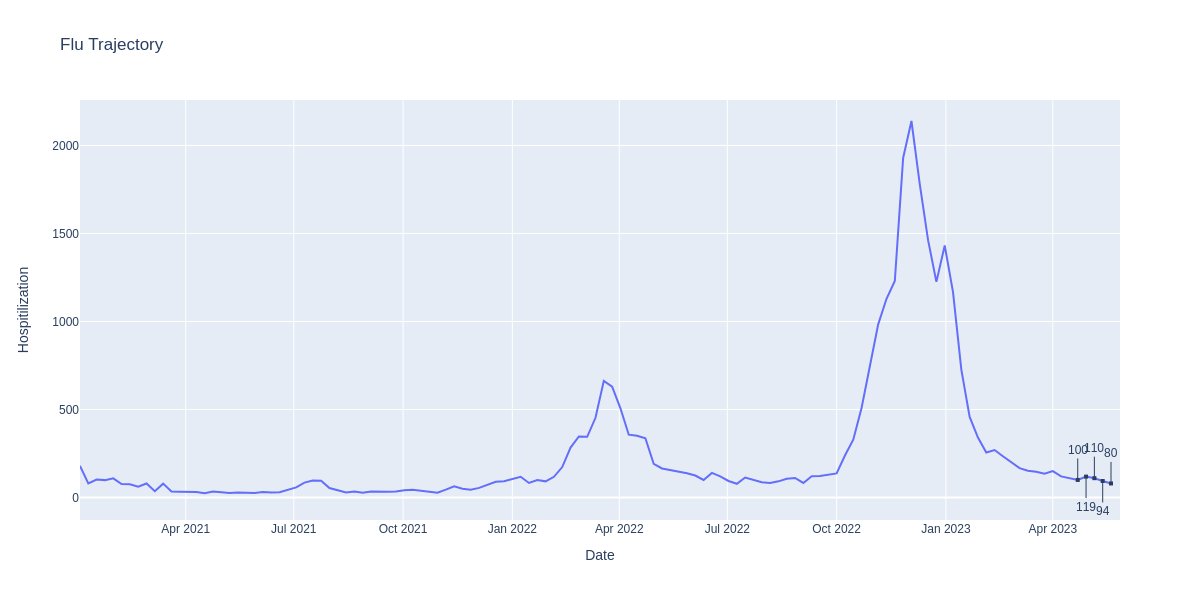 Flu Trajectory
Hospitilization
2000
1500
1000
500
0
100
110
80
119
94
Apr 2021
Jul 2021
Oct 2021
Jan 2022
Apr 2022
Jul 2022
Oct 2022
Jan 2023
Apr 2023
Date